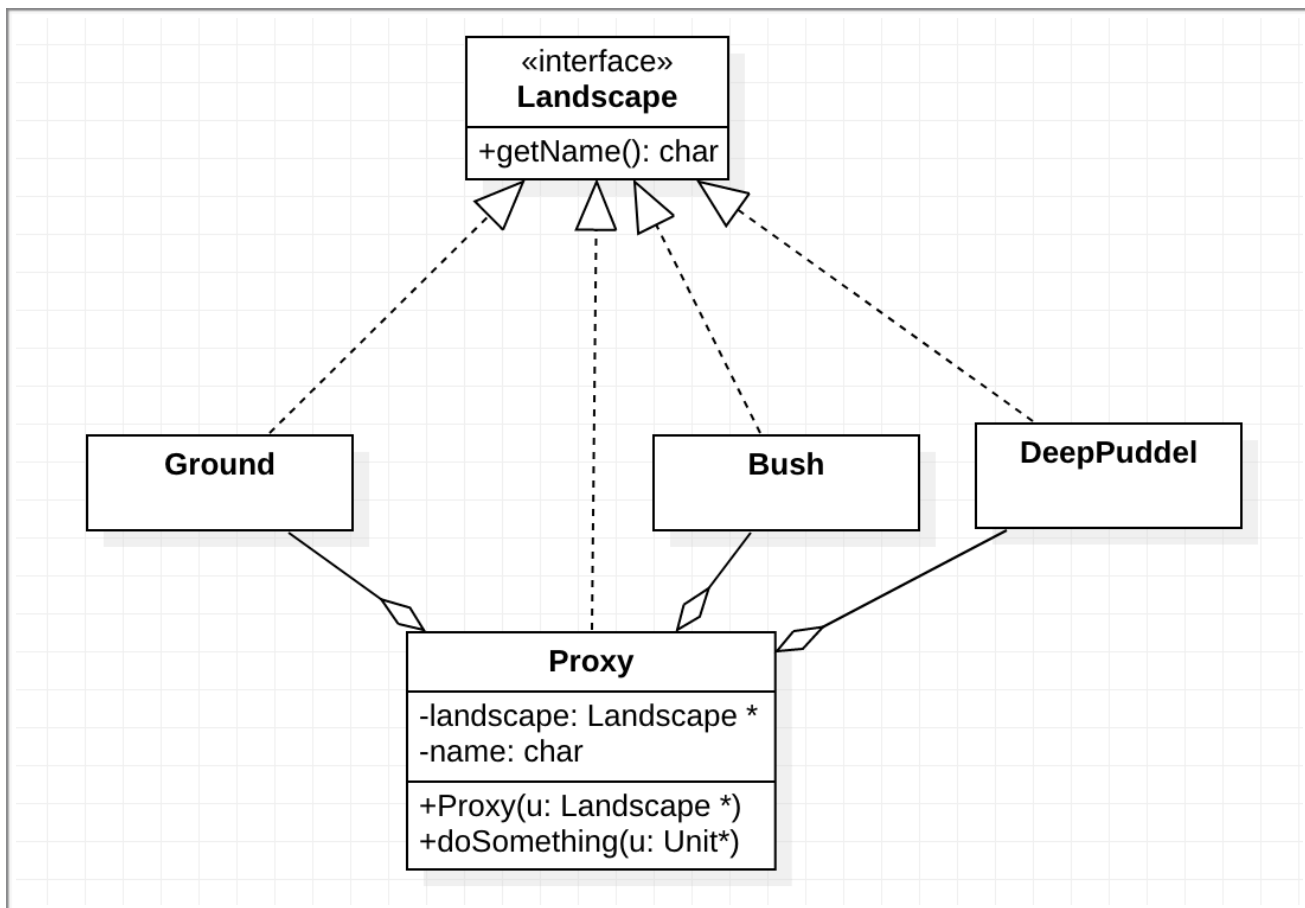 «interface»
Landscape
+getName(): char
Ground
Bush
DeepPuddel
Proxy
-landscape: Landscape *
-name: char
+Proxy(u: Landscape *)
+doSomething(u: Unit*)